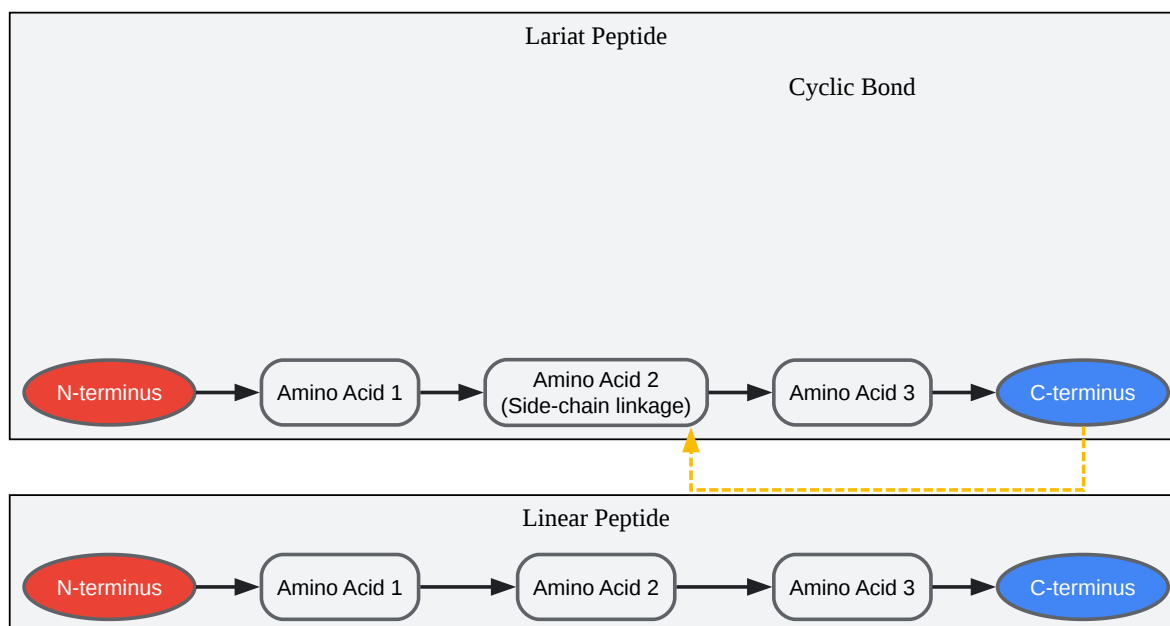 Lariat Peptide
Cyclic Bond
N-terminus
Amino Acid 1
Amino Acid 2
(Side-chain linkage)
Amino Acid 3
C-terminus
Linear Peptide
N-terminus
Amino Acid 1
Amino Acid 2
Amino Acid 3
C-terminus